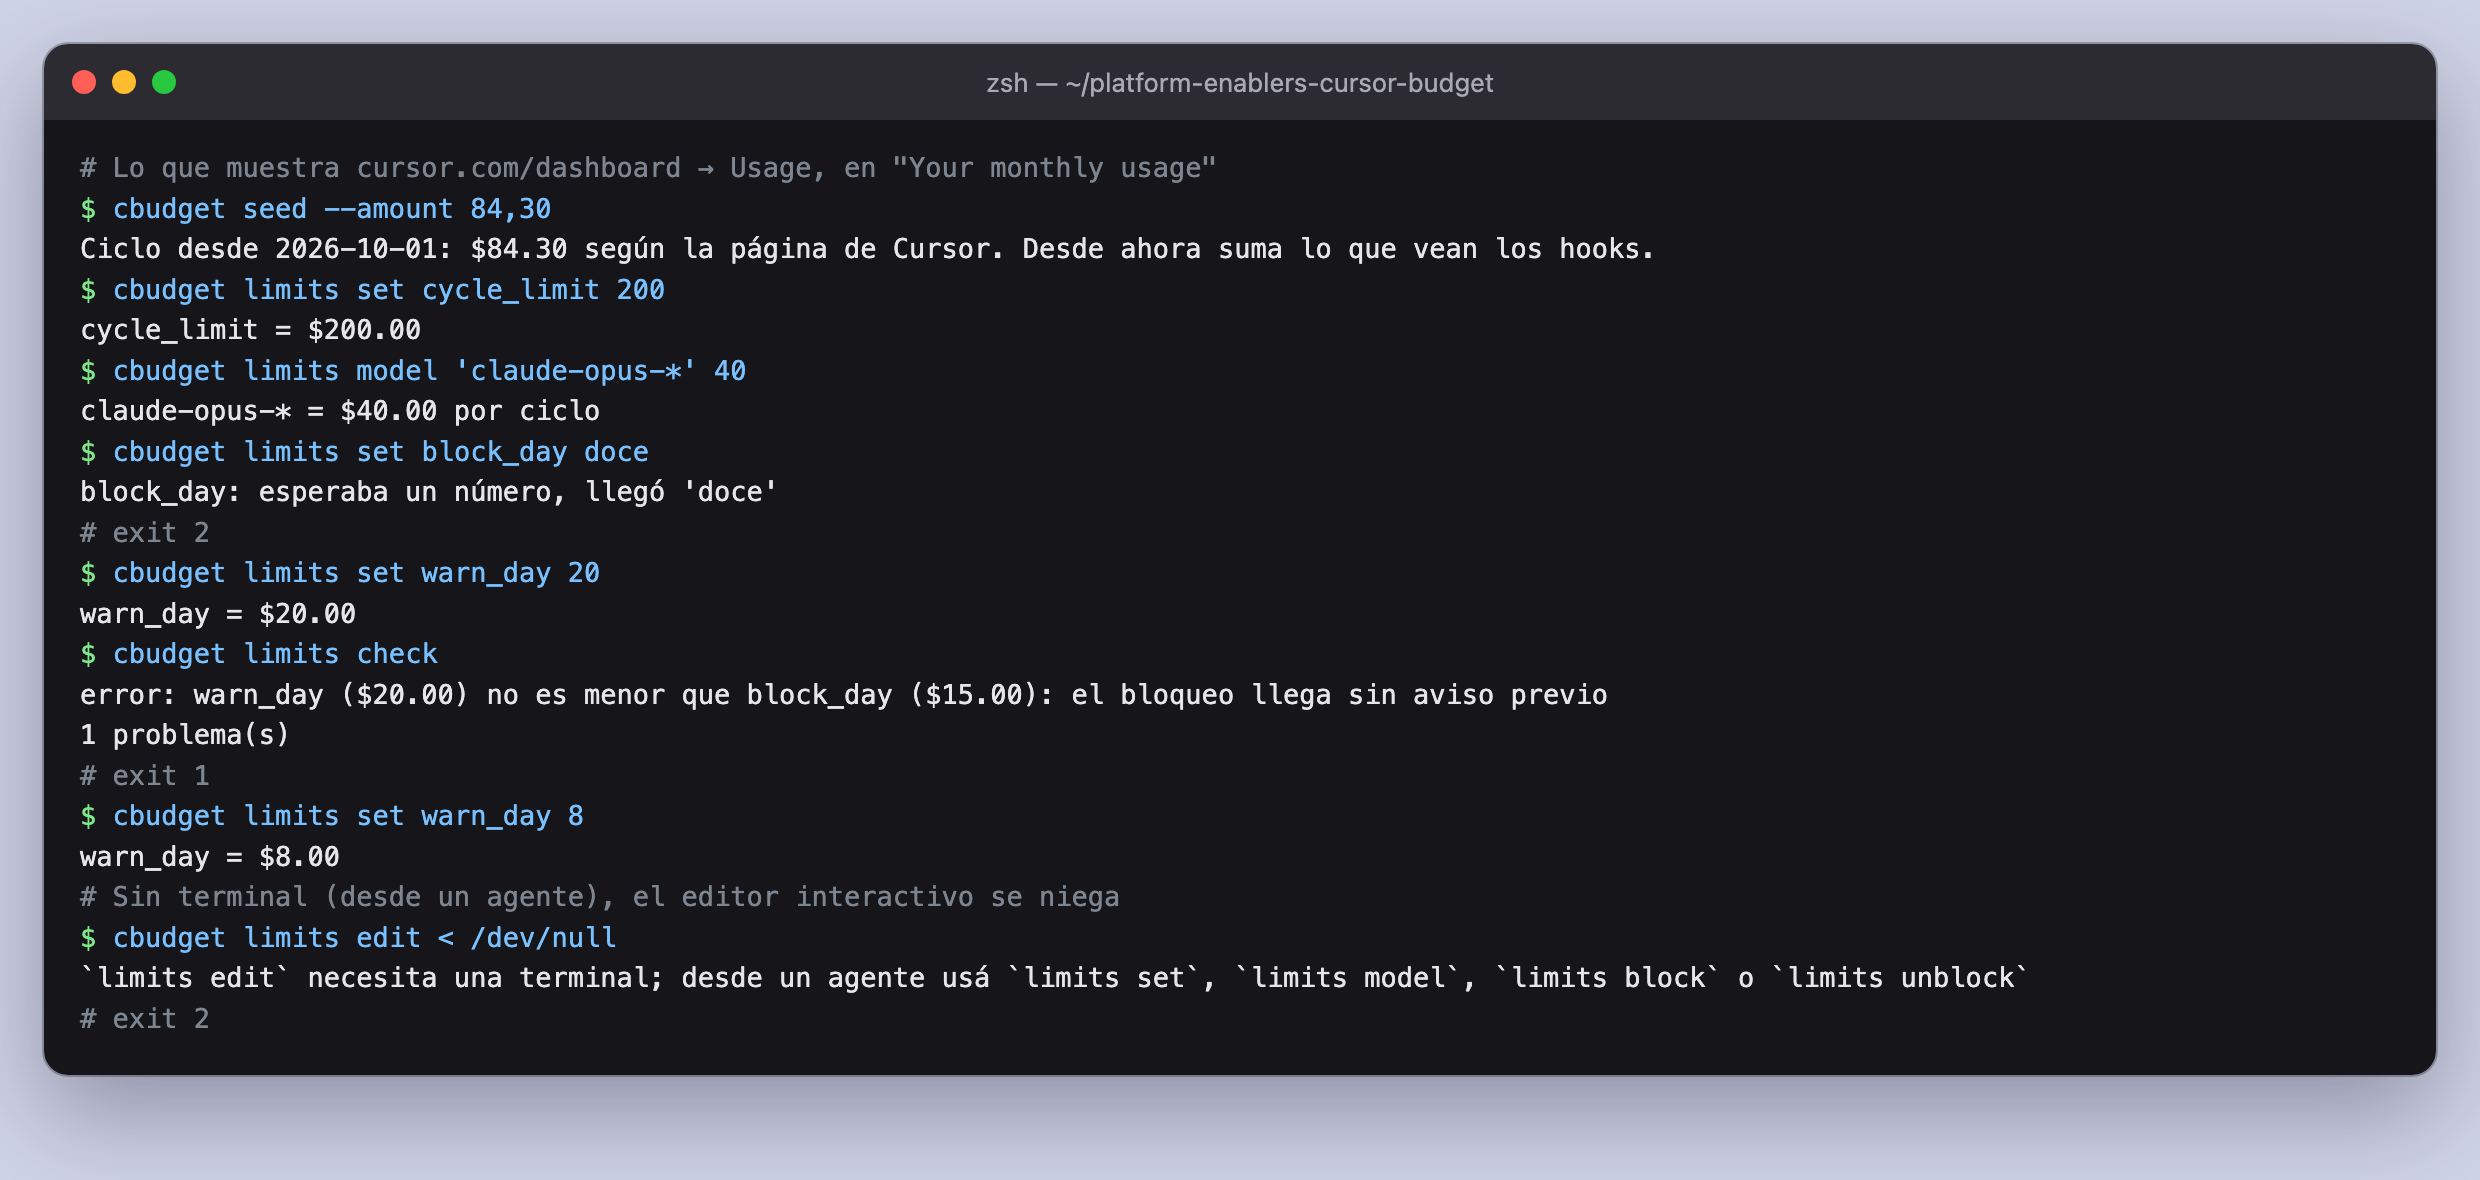 zsh — ~/platform-enablers-cursor-budget
# Lo que muestra cursor.com/dashboard → Usage, en "Your monthly usage"
$ cbudget seed --amount 84,30
Ciclo desde 2026-10-01: $84.30 según la página de Cursor. Desde ahora suma lo que vean los hooks.
$ cbudget limits set cycle_limit 200
cycle_limit = $200.00
$ cbudget limits model 'claude-opus-*' 40
claude-opus-* = $40.00 por ciclo
$ cbudget limits set block_day doce
block_day: esperaba un número, llegó 'doce'
# exit 2
$ cbudget limits set warn_day 20
warn_day = $20.00
$ cbudget limits check
error: warn_day ($20.00) no es menor que block_day ($15.00): el bloqueo llega sin aviso previo
1 problema(s)
# exit 1
$ cbudget limits set warn_day 8
warn_day = $8.00
# Sin terminal (desde un agente), el editor interactivo se niega
$ cbudget limits edit < /dev/null
`limits edit` necesita una terminal; desde un agente usá `limits set`, `limits model`, `limits block` o `limits unblock`
# exit 2